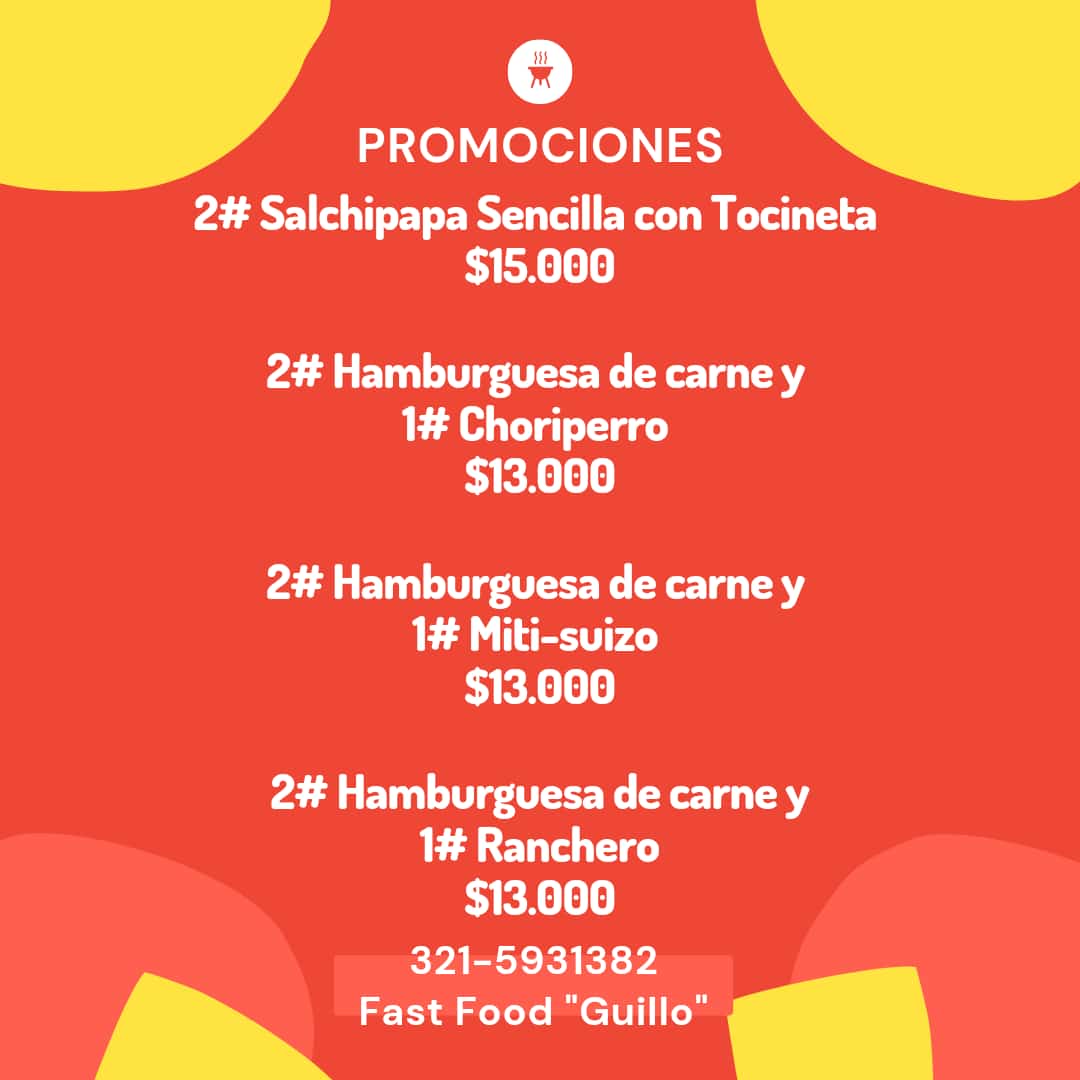 PROMOCIONES
2# Salchipapa Sencilla con Tocineta
$15.000
2# Hamburguesa de carne y
1# Choriperro
$13.000
2# Hamburguesa de carne y
1# Miti-suizo
$13.000
2# Hamburguesa de carne y
1# Ranchero
$13.000
321-5931382
Fast Food "Guillo"